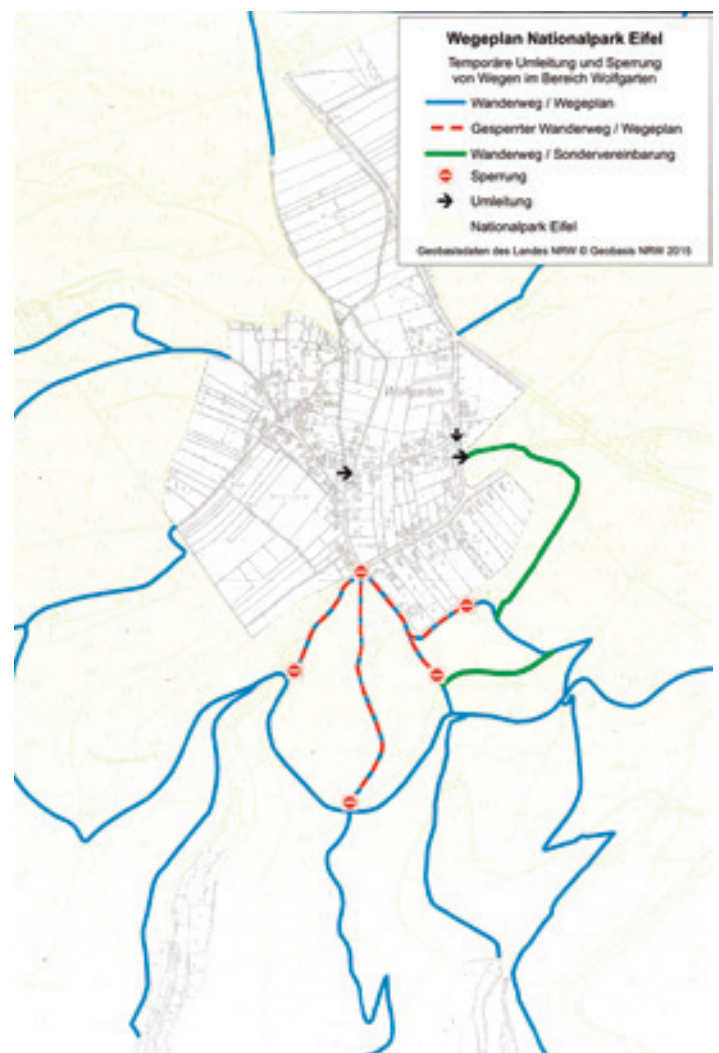 Wegeplan Nationalpark Eifel
Temporäre Umleitung und Sperrung
von Wegen im Bereich Wolfgarten
Wanderweg / Wegeplan
Gesperrter Wanderweg / Wegeplan
Wanderweg / Sondervereinbarung
Sperrung
Umleitung
Nationalpark Eifel
Geobasisdaten des Landes NRW © Geobasis NRW 2015
Wolfgarten